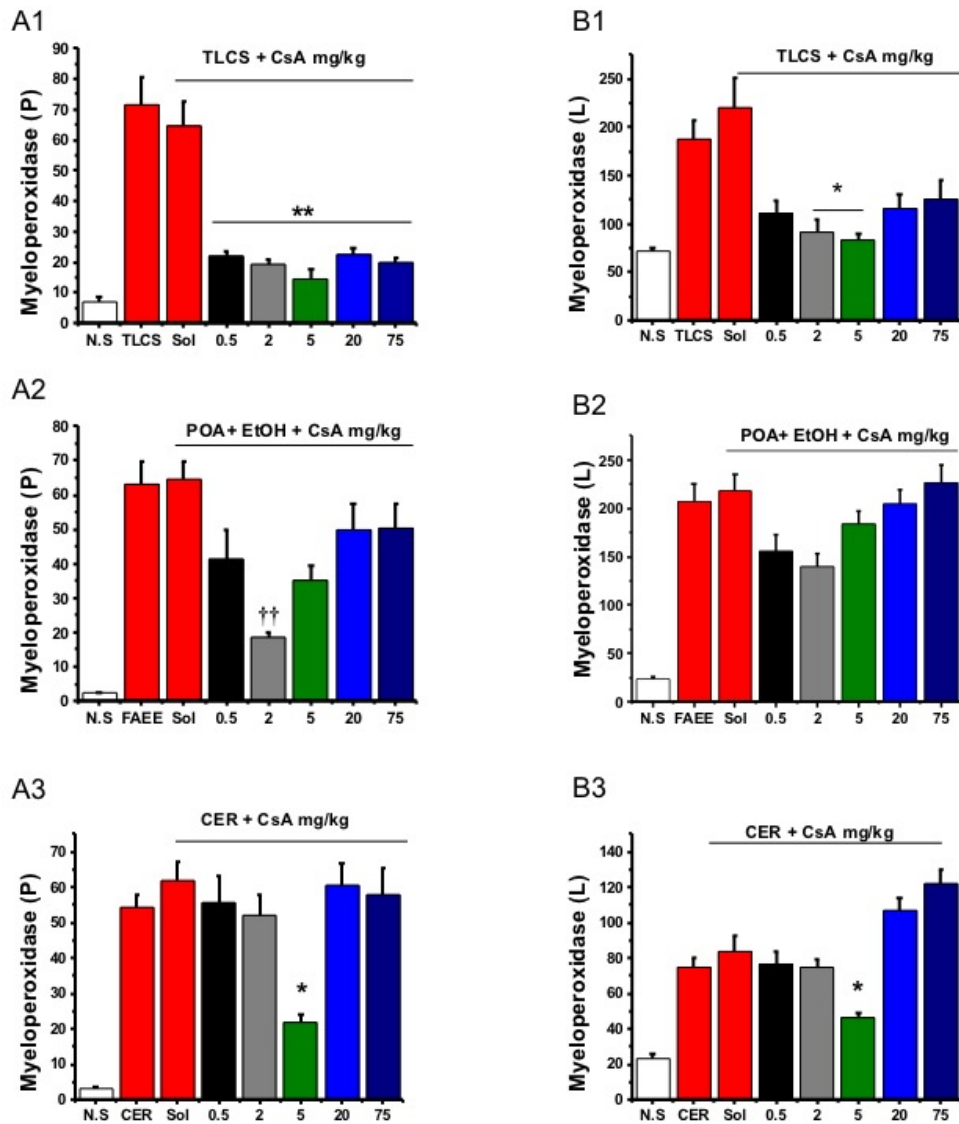 A1
TLCS + CsA mg/kg
Myeloperoxidase (P)
90
80
70
60
50
40
30
20
10
0
**
N.S TLCS Sol 0.5 2 5 20 75
B1
TLCS + CsA mg/kg
Myeloperoxidase (L)
250
200
150
100
50
0
*
N.S TLCS Sol 0.5 2 5 20 75
A2
POA+ EtOH + CsA mg/kg
Myeloperoxidase (P)
80
70
60
50
40
30
20
10
0
††
N.S FAEE Sol 0.5 2 5 20 75
B2
POA+ EtOH + CsA mg/kg
Myeloperoxidase (L)
250
200
150
100
50
0
N.S FAEE Sol 0.5 2 5 20 75
A3
CER + CsA mg/kg
Myeloperoxidase (P)
70
60
50
40
30
20
10
0
*
N.S CER Sol 0.5 2 5 20 75
B3
CER + CsA mg/kg
Myeloperoxidase (L)
140
120
100
80
60
40
20
0
*
N.S CER Sol 0.5 2 5 20 75